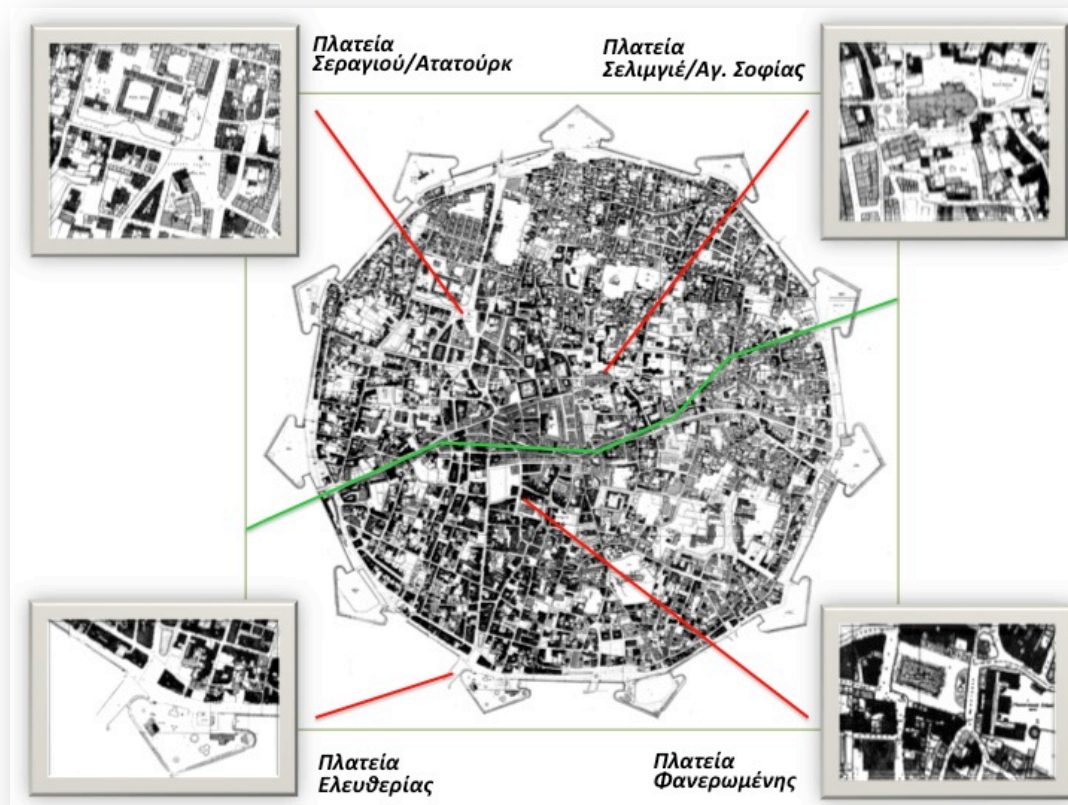 Πλατεία
Σεραγιού/Ατατούρκ
Πλατεία
Σελιμγιέ/Αγ. Σοφίας
Πλατεία
Ελευθερίας
Πλατεία
Φανερωμένης